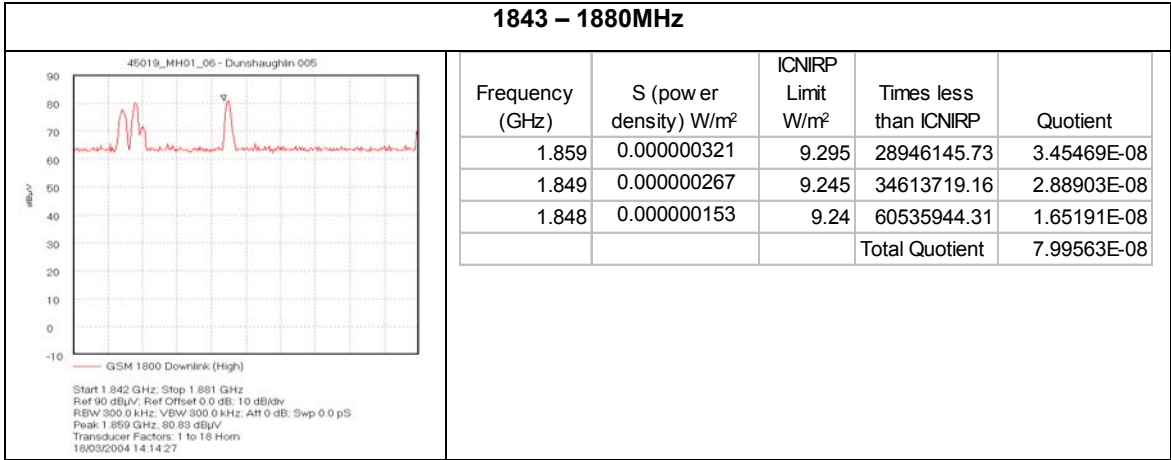 1843 – 1880MHz
45019_MH01_06 - Dunshaughlin 005
90
80
70
60
50
40
30
20
10
0
-10
dBµV
GSM 1800 Downlink (High)
Start 1.842 GHz; Stop 1.881 GHz
Ref 90 dBµV; Ref Offset 0.0 dB; 10 dB/div
RBW 300.0 kHz; VBW 300.0 kHz; Att 0 dB; Swp 0.0 pS
Peak 1.859 GHz, 80.83 dBµV
Transducer Factors: 1 to 18 Horn
18/03/2004 14:14:27
Frequency (GHz) S (power density) W/m² ICNIRP Limit W/m² Times less than ICNIRP Quotient
1.859 0.000000321 9.295 28946145.73 3.45469E-08
1.849 0.000000267 9.245 34613719.16 2.88903E-08
1.848 0.000000153 9.24 60535944.31 1.65191E-08
Total Quotient 7.99563E-08